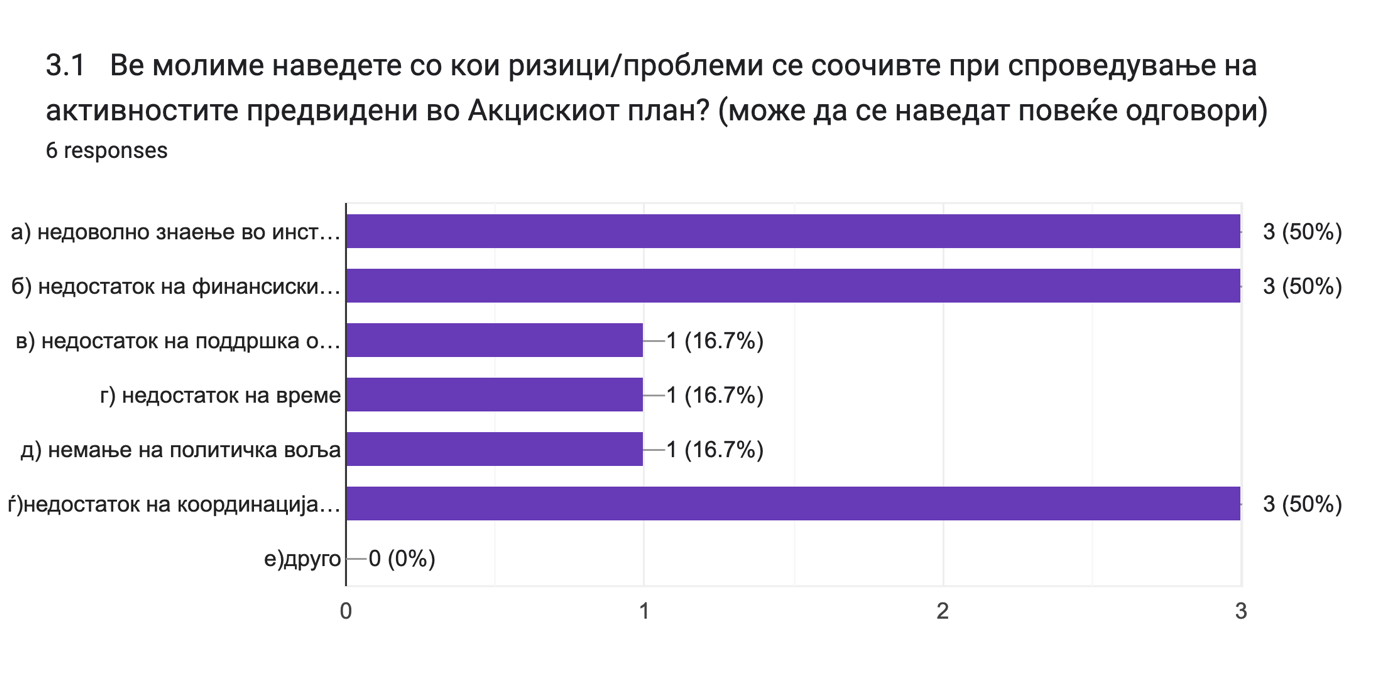 3.1 Ве молиме наведете со кои ризици/проблеми се соочивте при спроведување на
активностите предвидени во Акцискиот план? (може да се наведат повеќе одговори)
6 responses
а) недоволно знаење во инст…
3 (50%)
б) недостаток на финансиски…
3 (50%)
в) недостаток на поддршка о…
1 (16.7%)
г) недостаток на време
1 (16.7%)
д) немање на политичка воља
1 (16.7%)
ѓ)недостаток на координација…
3 (50%)
е)друго
0 (0%)
0 1 2 3